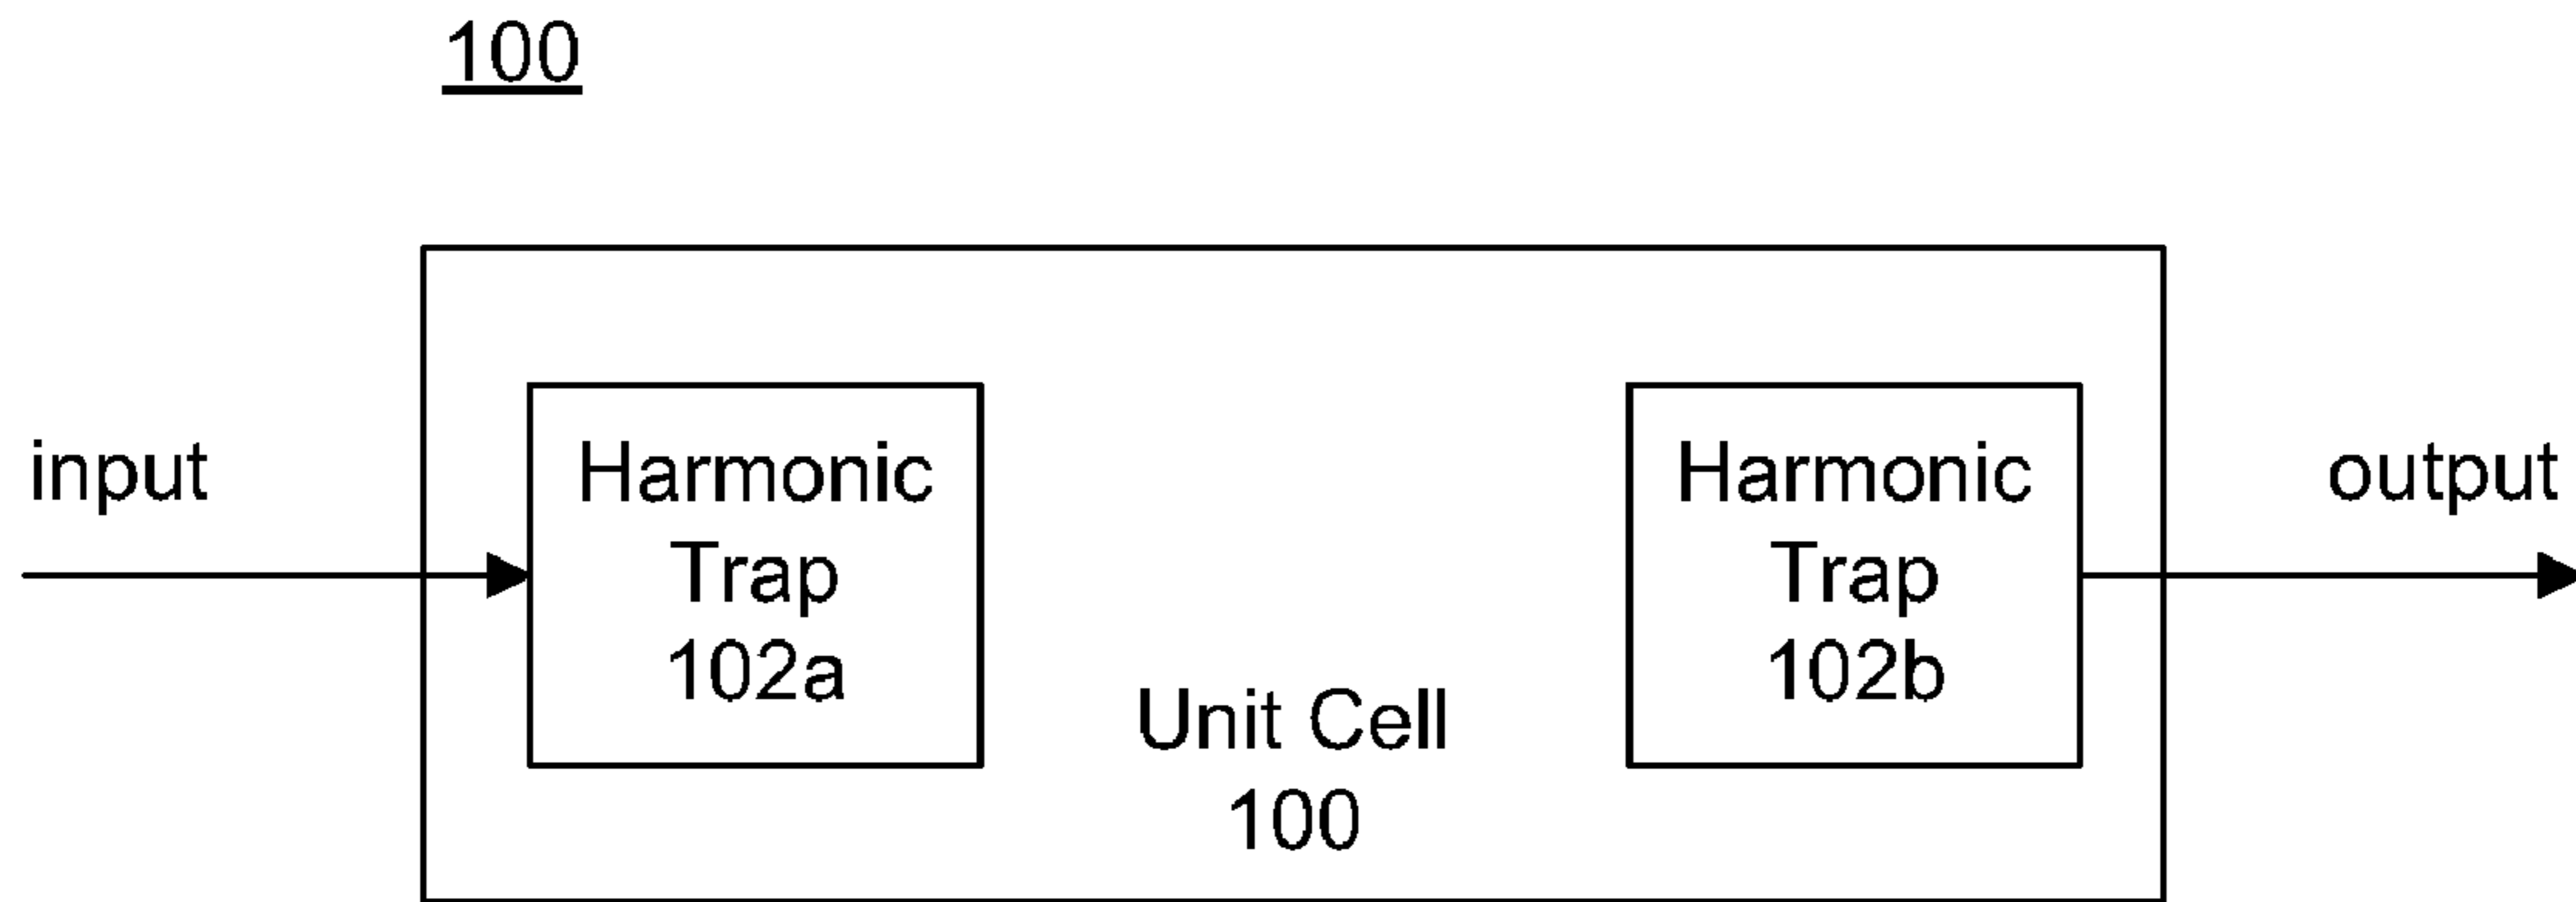 100
input
Harmonic
Trap
102a
Unit Cell
100
Harmonic
Trap
102b
output